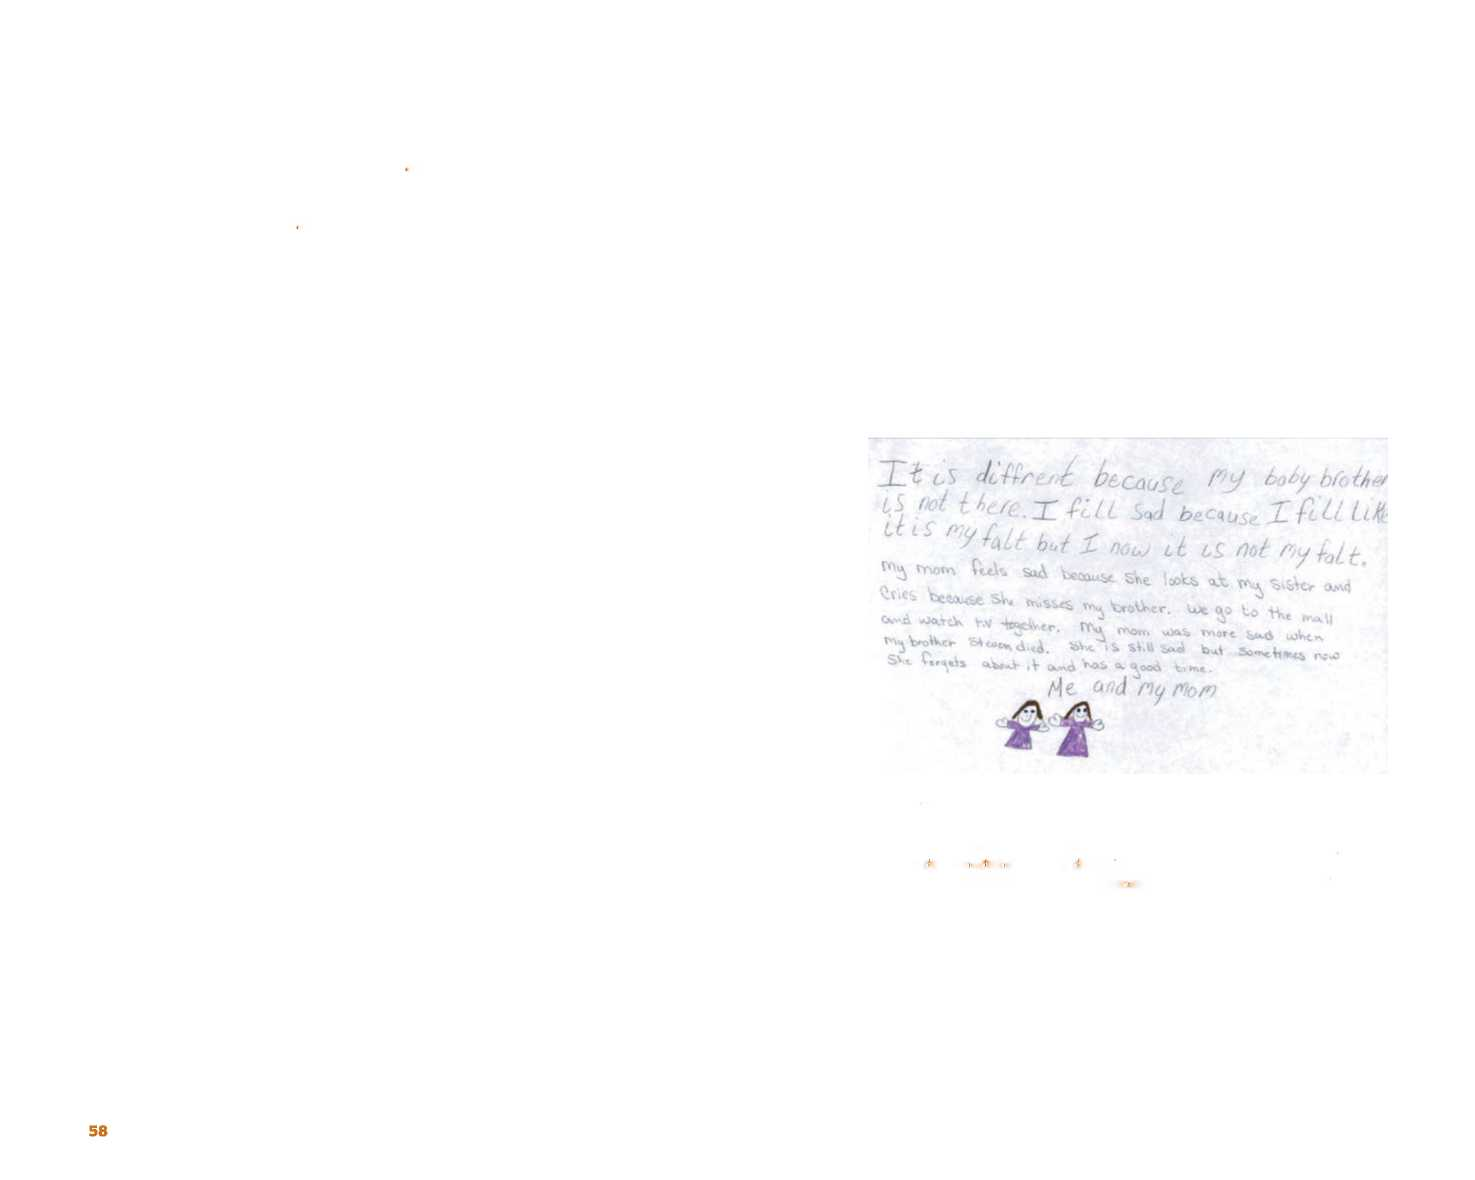 It is diffrent because my baby brother
is not there. I fill sad because I fill like
it is my falt but I now it is not my falt.
My mom feels sad because she looks at my sister and
cries because she misses my brother. We go to the mall
and watch t.v together. My mom was more sad when
my brother died. She is still sad but sometimes now
She forgets about it and has a good time.
Me and my mom
58